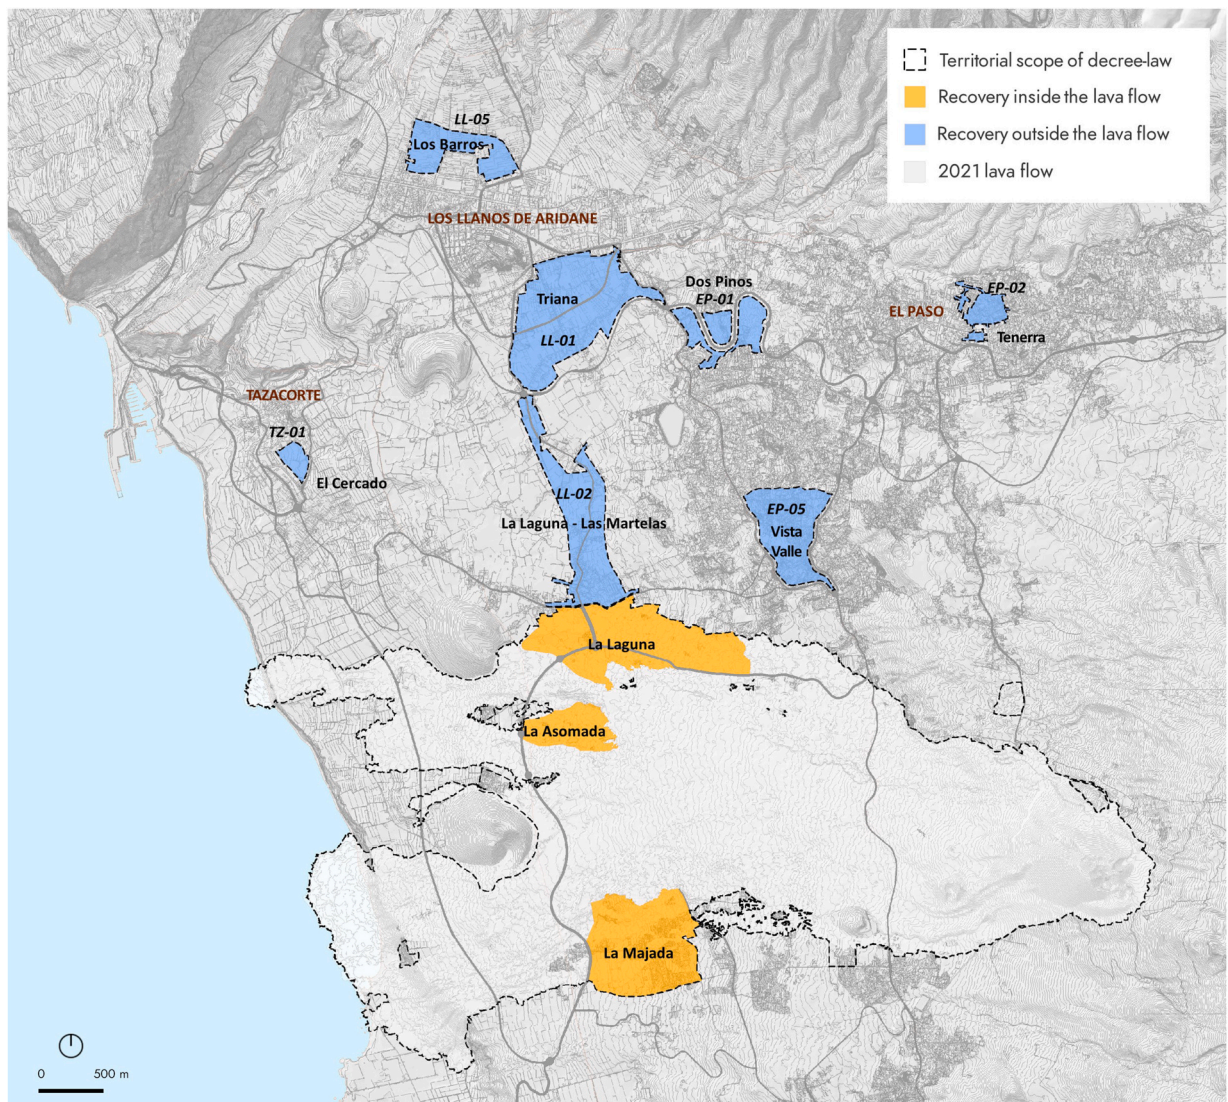 Territorial scope of decree-law
Recovery inside the lava flow
Recovery outside the lava flow
2021 lava flow
LL-05
Los Barros
LOS LLANOS DE ARIDANE
Triana
LL-01
Dos Pinos
EP-01
EL PASO
EP-02
Tenerra
TAZACORTE
TZ-01
El Cercado
LL-02
La Laguna - Las Martelas
EP-05
Vista
Valle
La Laguna
La Asomada
La Majada
0 500 m